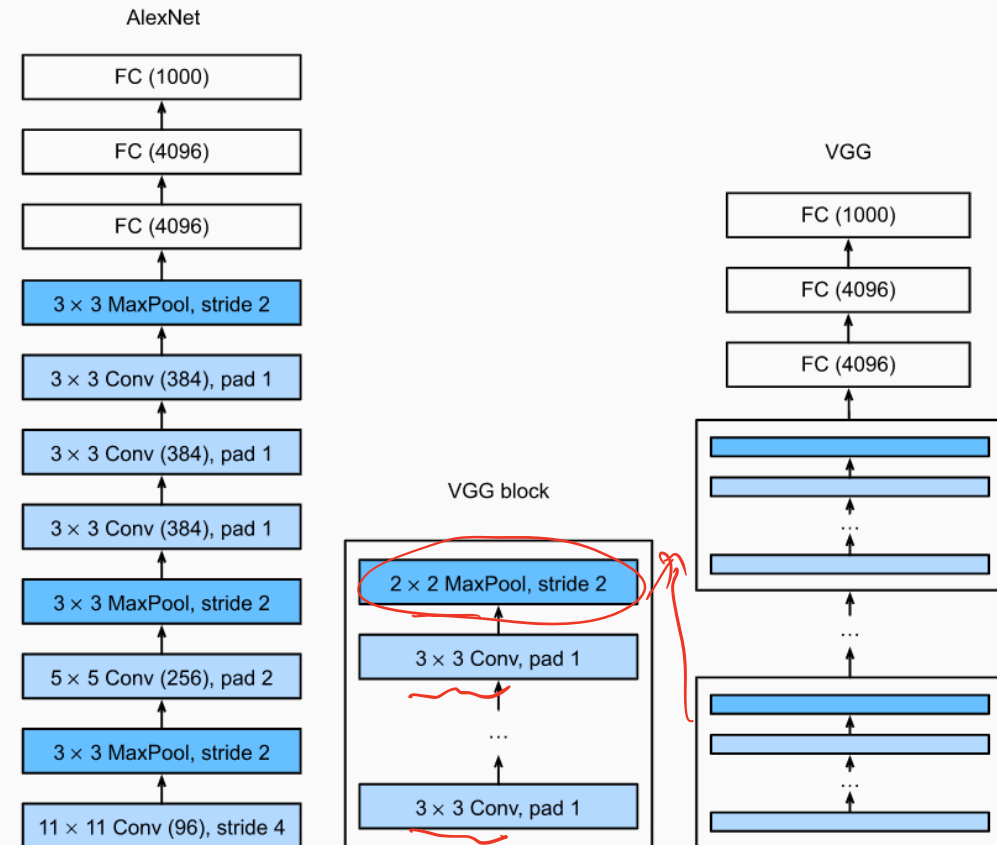 AlexNet
FC (1000)
FC (4096)
FC (4096)
3 × 3 MaxPool, stride 2
3 × 3 Conv (384), pad 1
3 × 3 Conv (384), pad 1
3 × 3 Conv (384), pad 1
3 × 3 MaxPool, stride 2
5 × 5 Conv (256), pad 2
3 × 3 MaxPool, stride 2
11 × 11 Conv (96), stride 4
VGG block
2 × 2 MaxPool, stride 2
3 × 3 Conv, pad 1
...
3 × 3 Conv, pad 1
VGG
FC (1000)
FC (4096)
FC (4096)
...
...
...